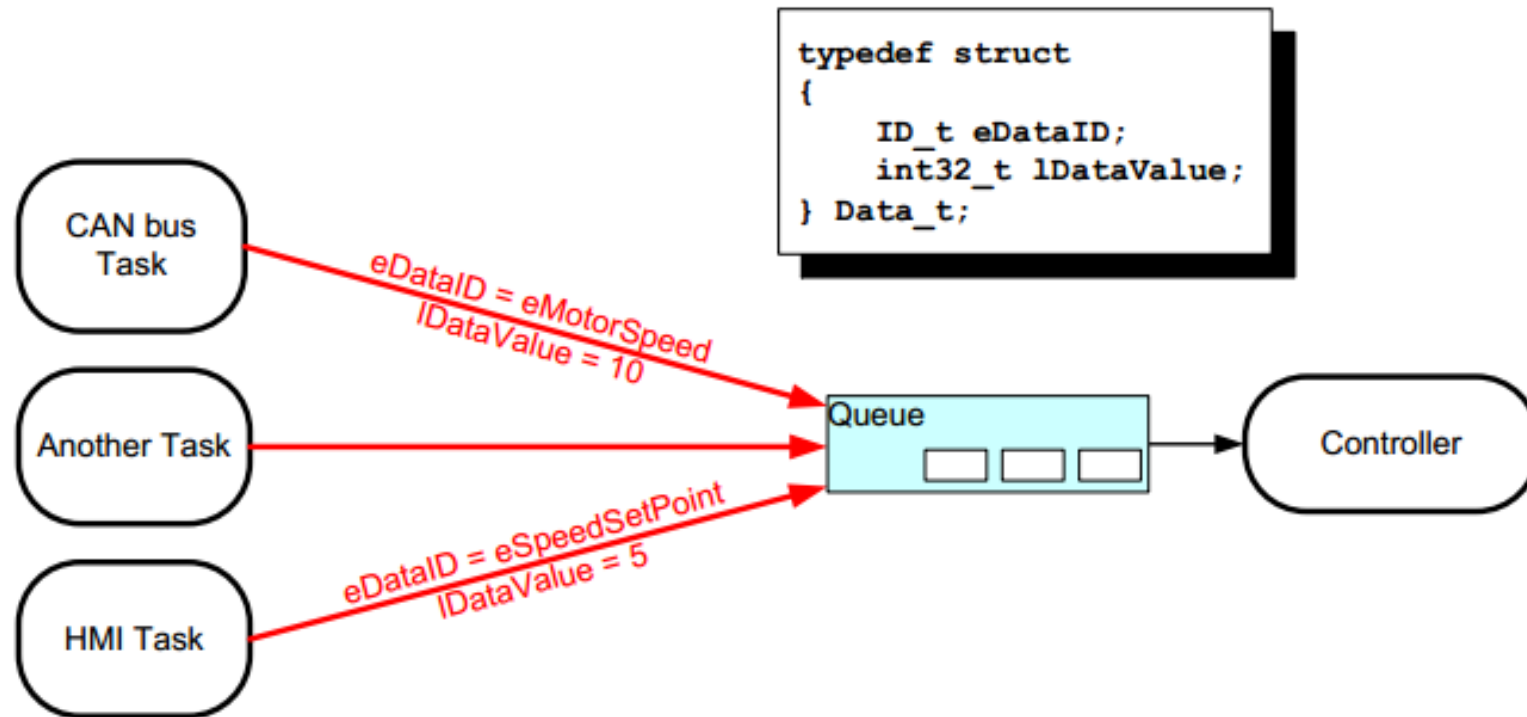 typedef struct
{
ID_t eDataID;
int32_t lDataValue;
} Data_t;
CAN bus
Task
eDataID = eMotorSpeed
lDataValue = 10
Another Task
Queue
Controller
eDataID = eSpeedSetPoint
lDataValue = 5
HMI Task